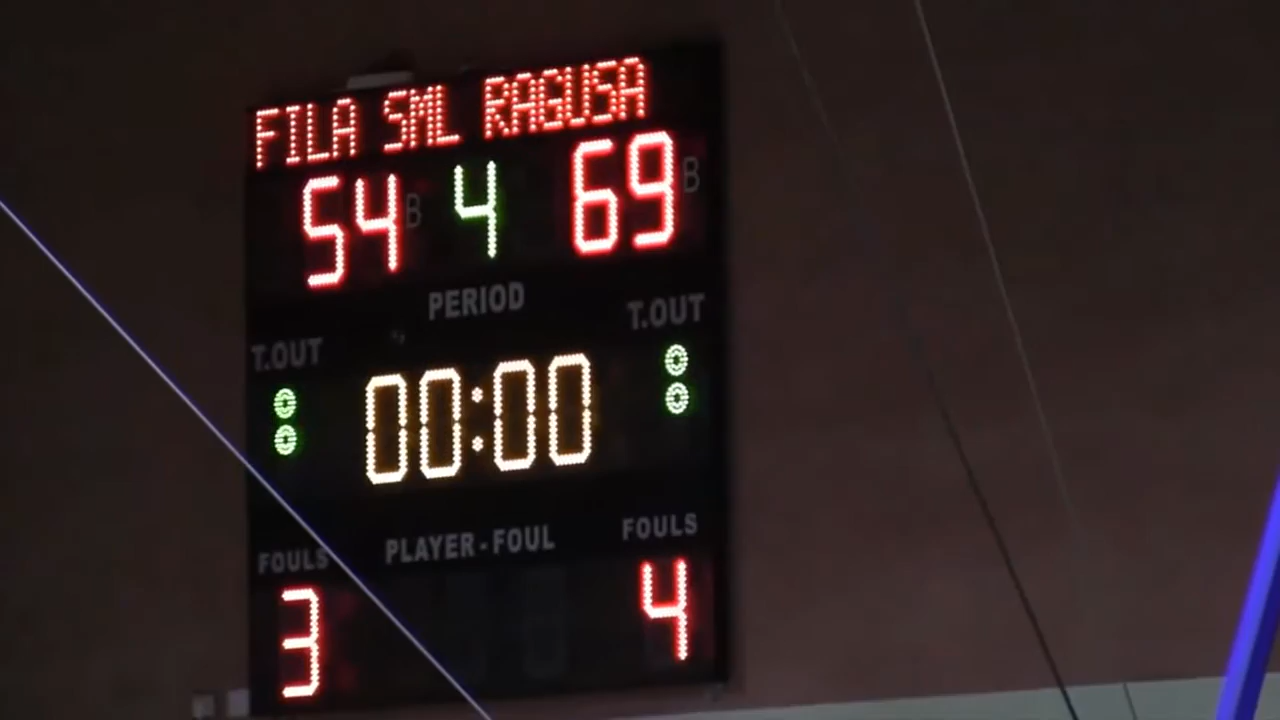 FILA SML RAGUSA
54 B 4 69 B
PERIOD
T.OUT T.OUT
00:00
FOULS PLAYER-FOUL FOULS
3 4